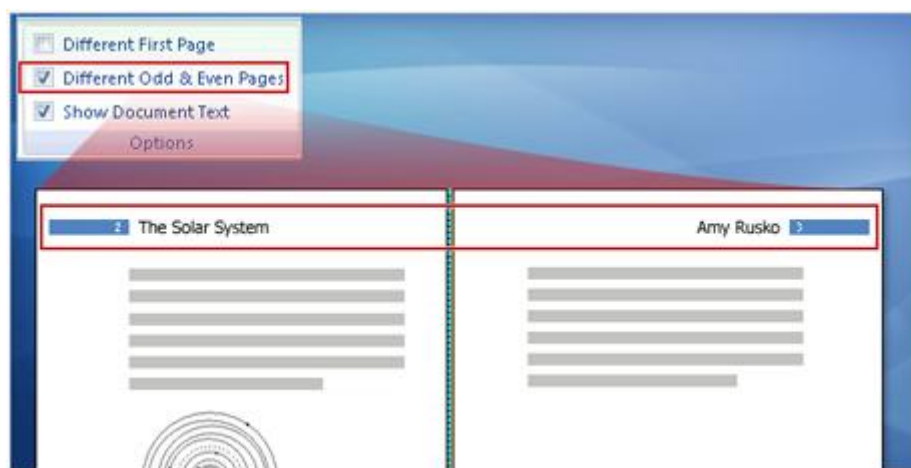 Different First Page
Different Odd & Even Pages
Show Document Text
Options
2 The Solar System
Amy Rusko 3